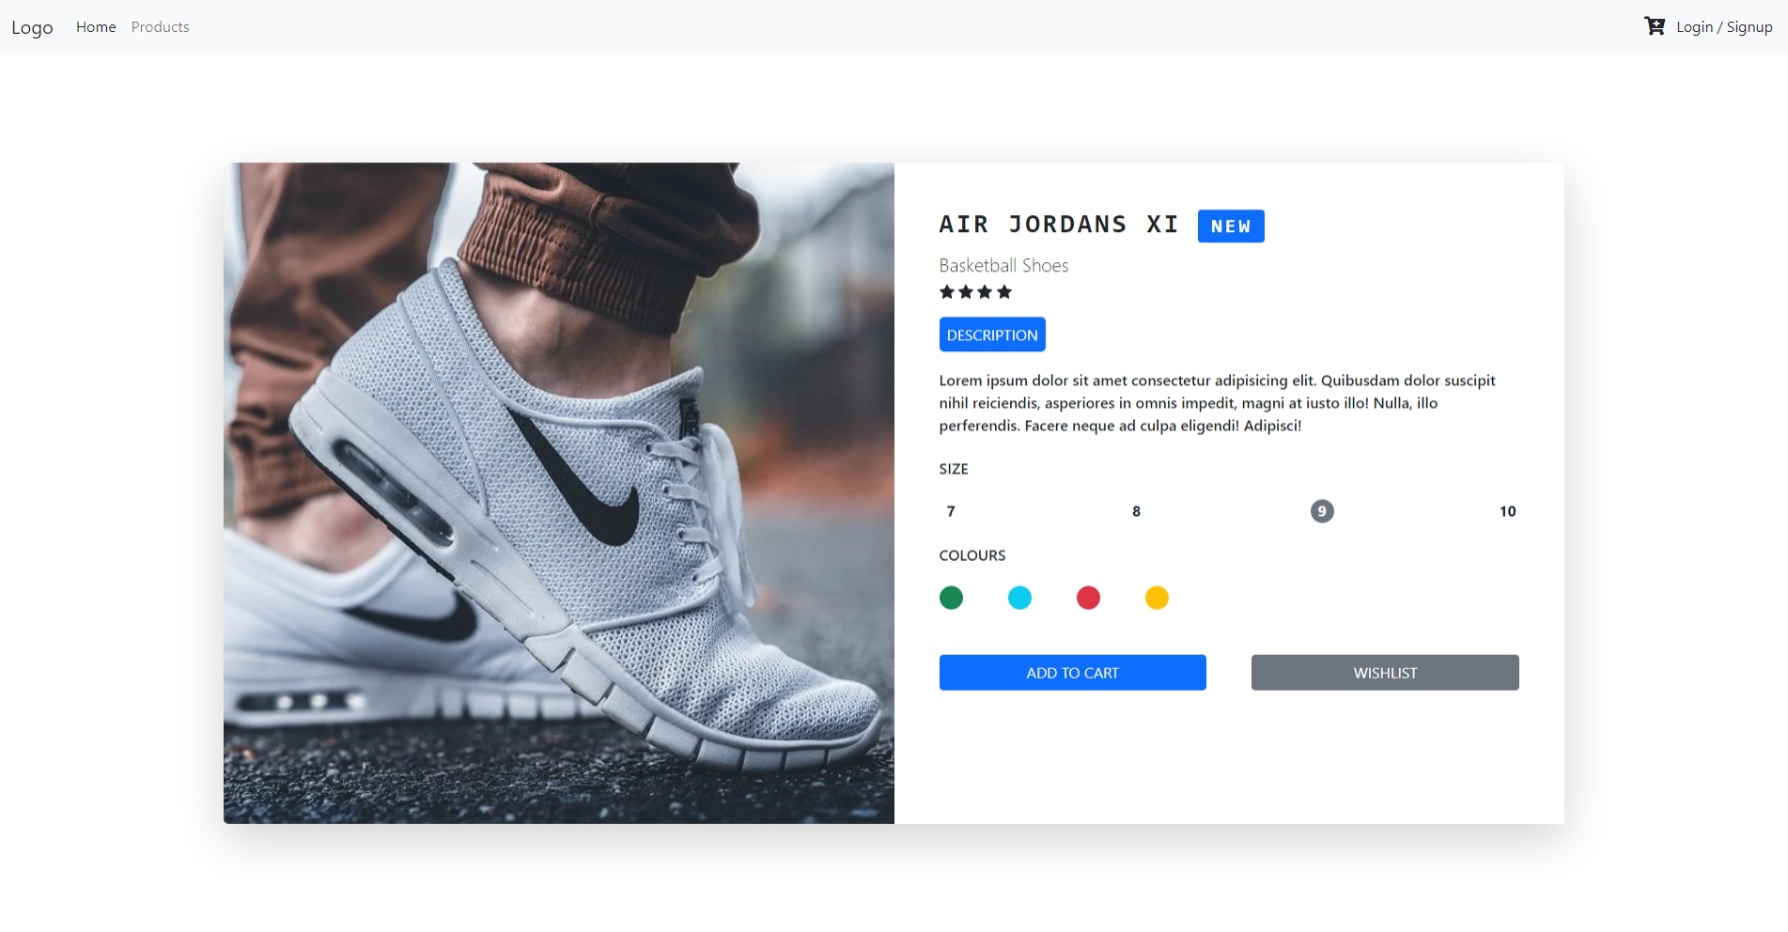 Logo Home Products Login / Signup
AIR JORDANS XI NEW
Basketball Shoes
DESCRIPTION
Lorem ipsum dolor sit amet consectetur adipisicing elit. Quibusdam dolor suscipit
nihil reiciendis, asperiores in omnis impedit, magni at iusto illo! Nulla, illo
perferendis. Facere neque ad culpa eligendi! Adipisci!
SIZE
7 8 9 10
COLOURS
ADD TO CART WISHLIST